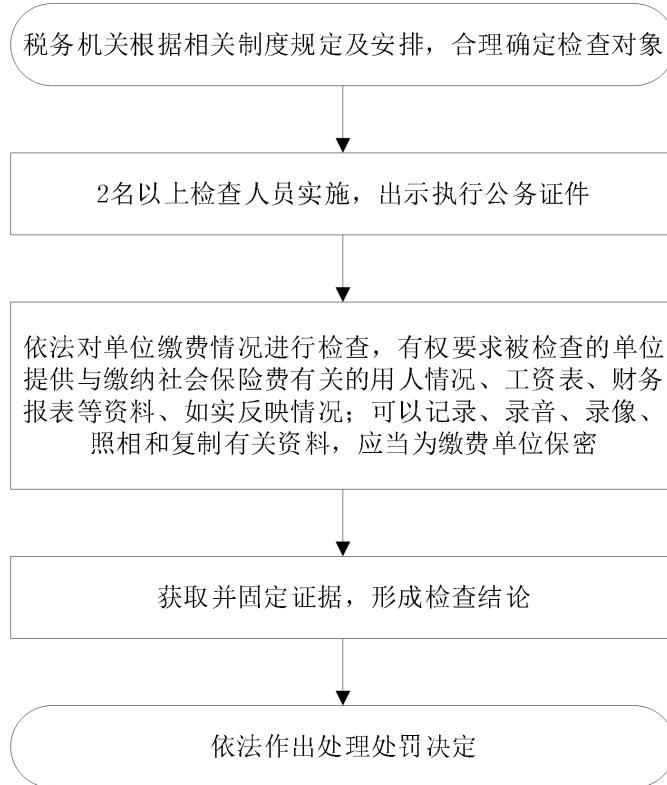 税务机关根据相关制度规定及安排，合理确定检查对象
2名以上检查人员实施，出示执行公务证件
依法对单位缴费情况进行检查，有权要求被检查的单位
提供与缴纳社会保险费有关的用人情况、工资表、财务
报表等资料、如实反映情况；可以记录、录音、录像、
照相和复制有关资料，应当为缴费单位保密
获取并固定证据，形成检查结论
依法作出处理处罚决定